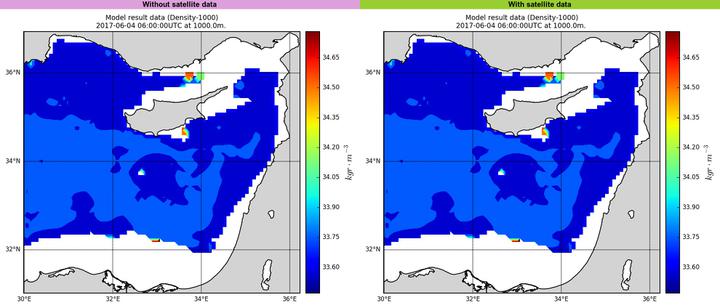 Without satellite data
With satellite data
Model result data (Density-1000)
2017-06-04 06:00:00UTC at 1000.0m.
36°N
34°N
32°N
30°E
32°E
34°E
36°E
34.65
34.50
34.35
34.20
34.05
33.90
33.75
33.60
kgr · m⁻³
Model result data (Density-1000)
2017-06-04 06:00:00UTC at 1000.0m.
36°N
34°N
32°N
30°E
32°E
34°E
36°E
34.65
34.50
34.35
34.20
34.05
33.90
33.75
33.60
kgr · m⁻³